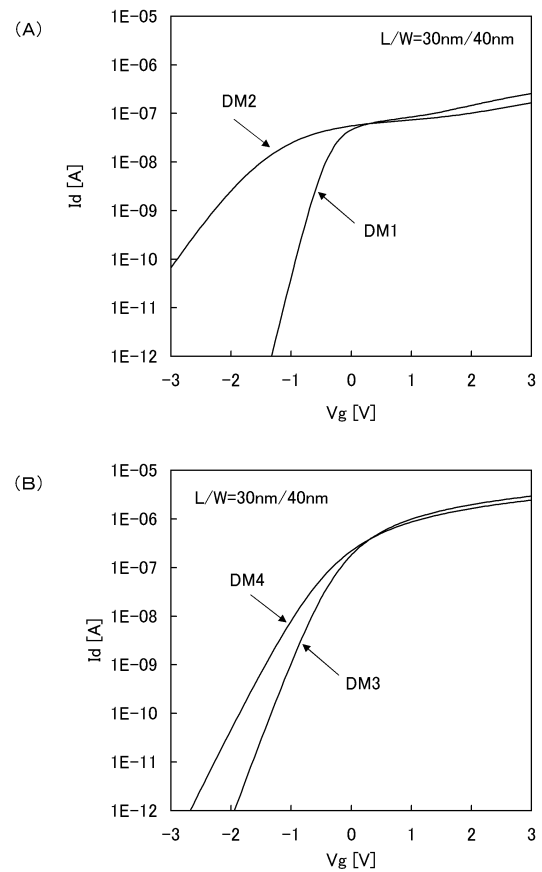 (A)
1E-05
1E-06
1E-07
1E-08
1E-09
1E-10
1E-11
1E-12
Id [A]
L/W=30nm/40nm
DM2
DM1
-3 -2 -1 0 1 2 3
Vg [V]
(B)
1E-05
1E-06
1E-07
1E-08
1E-09
1E-10
1E-11
1E-12
Id [A]
L/W=30nm/40nm
DM4
DM3
-3 -2 -1 0 1 2 3
Vg [V]